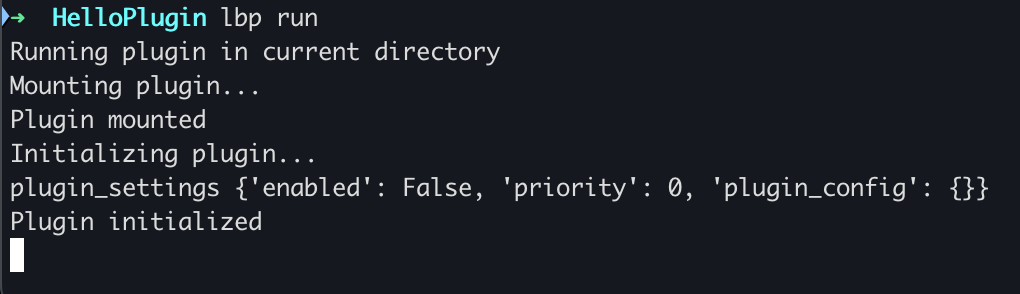 ➜  HelloPlugin lbp run
Running plugin in current directory
Mounting plugin...
Plugin mounted
Initializing plugin...
plugin_settings {'enabled': False, 'priority': 0, 'plugin_config': {}}
Plugin initialized